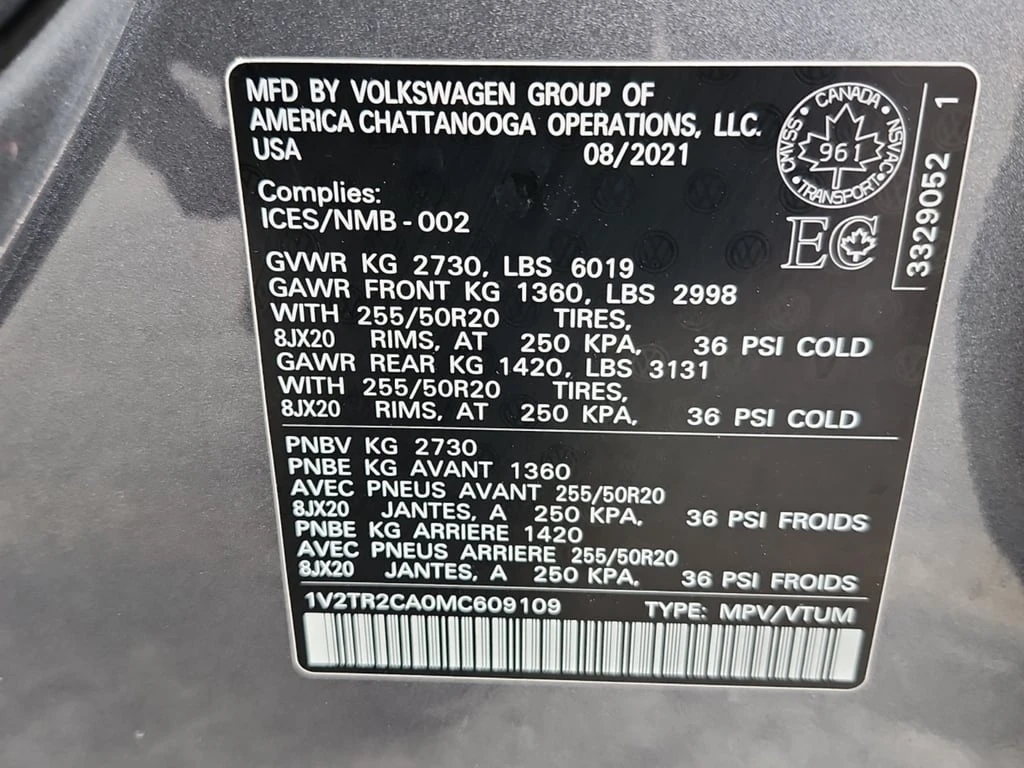 MFD BY VOLKSWAGEN GROUP OF
AMERICA CHATTANOOGA OPERATIONS, LLC.
USA 08/2021
CANADA
CMVSS NSVAC
961
TRANSPORT
3329052 1
Complies:
ICES/NMB-002
EC
GVWR KG 2730, LBS 6019
GAWR FRONT KG 1360, LBS 2998
WITH 255/50R20 TIRES,
8JX20 RIMS, AT 250 KPA, 36 PSI COLD
GAWR REAR KG 1420, LBS 3131
WITH 255/50R20 TIRES,
8JX20 RIMS, AT 250 KPA, 36 PSI COLD
PNBV KG 2730
PNBE KG AVANT 1360
AVEC PNEUS AVANT 255/50R20
8JX20 JANTES, A 250 KPA, 36 PSI FROIDS
PNBE KG ARRIERE 1420
AVEC PNEUS ARRIERE 255/50R20
8JX20 JANTES, A 250 KPA, 36 PSI FROIDS
1V2TR2CA0MC609109 TYPE: MPV/VTUM